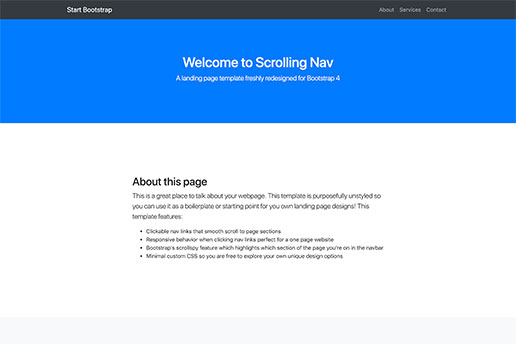 Start Bootstrap
About Services Contact
Welcome to Scrolling Nav
A landing page template freshly redesigned for Bootstrap 4
About this page
This is a great place to talk about your webpage. This template is purposefully unstyled so
you can use it as a boilerplate or starting point for you own landing page designs! This
template features:
Clickable nav links that smooth scroll to page sections
Responsive behavior when clicking nav links perfect for a one page website
Bootstrap's scrollspy feature which highlights which section of the page you're on in the navbar
Minimal custom CSS so you are free to explore your own unique design options